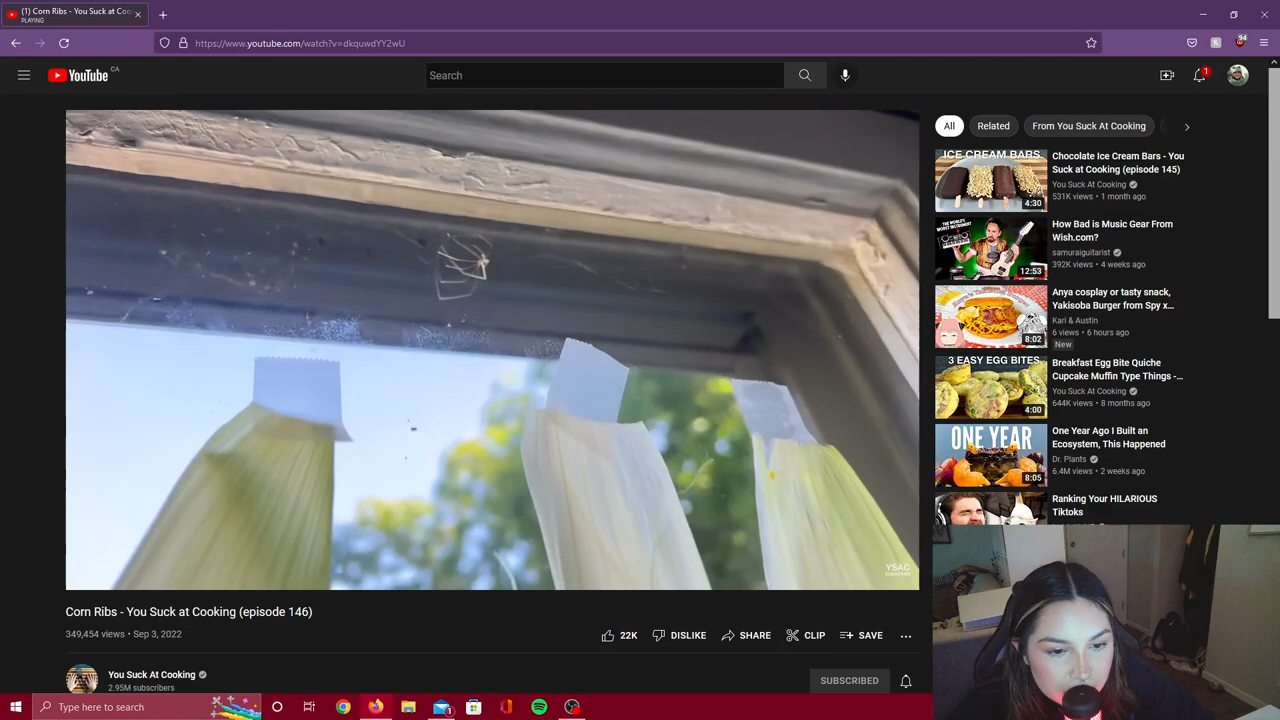 (1) Corn Ribs - You Suck at Coo
PLAYING
https://www.youtube.com/watch?v=dkquwdYY2wU
94
YouTube CA
Search
1
All
Related
From You Suck At Cooking
ICE CREAM BARS
4:30
Chocolate Ice Cream Bars - You
Suck at Cooking (episode 145)
You Suck At Cooking
531K views • 1 month ago
THE WORLD'S
WORST INSTRUMENT
12:53
How Bad is Music Gear From
Wish.com?
samuraiguitarist
392K views • 4 weeks ago
8:02
Anya cosplay or tasty snack,
Yakisoba Burger from Spy x...
Kari & Austin
6 views • 6 hours ago
New
3 EASY EGG BITES
4:00
Breakfast Egg Bite Quiche
Cupcake Muffin Type Things -...
You Suck At Cooking
644K views • 8 months ago
ONE YEAR
8:05
One Year Ago I Built an
Ecosystem, This Happened
Dr. Plants
6.4M views • 2 weeks ago
Ranking Your HILARIOUS
Tiktoks
YSAC
Corn Ribs - You Suck at Cooking (episode 146)
349,454 views • Sep 3, 2022
22K
DISLIKE
SHARE
CLIP
SAVE
You Suck At Cooking
2.95M subscribers
SUBSCRIBED
Type here to search